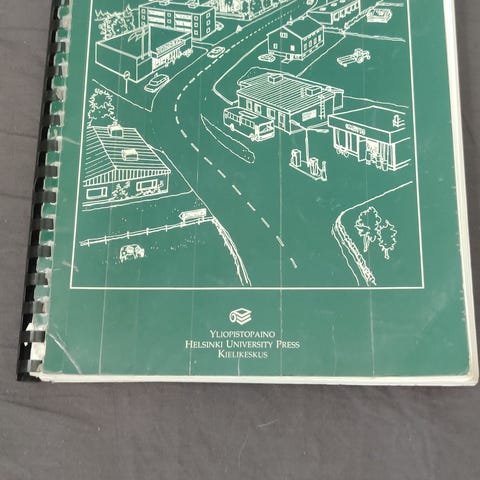 YLIOPISTOPAINO
HELSINKI UNIVERSITY PRESS
KIELIKESKUS